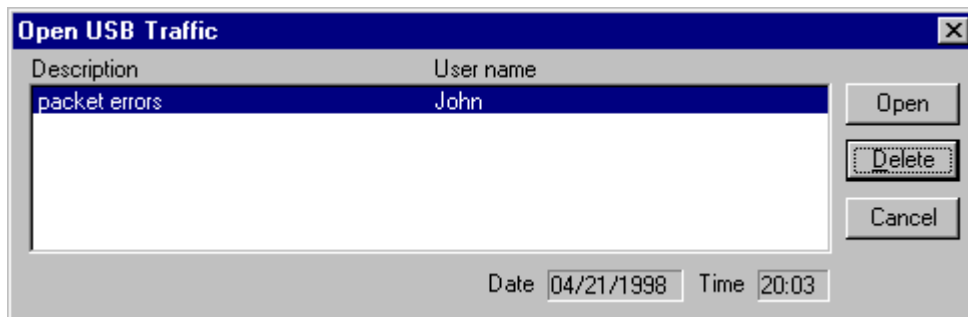 Open USB Traffic
Description User name
packet errors John
Open
Delete
Cancel
Date 04/21/1998 Time 20:03